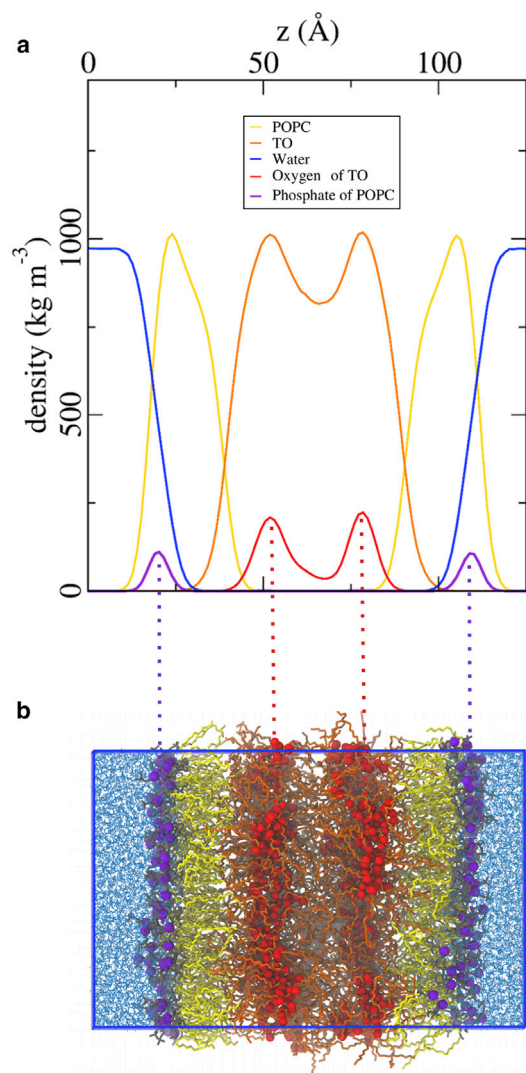 a
z (Å)
0 50 100
POPC
TO
Water
Oxygen of TO
Phosphate of POPC
density (kg m-3)
1000
500
0
b